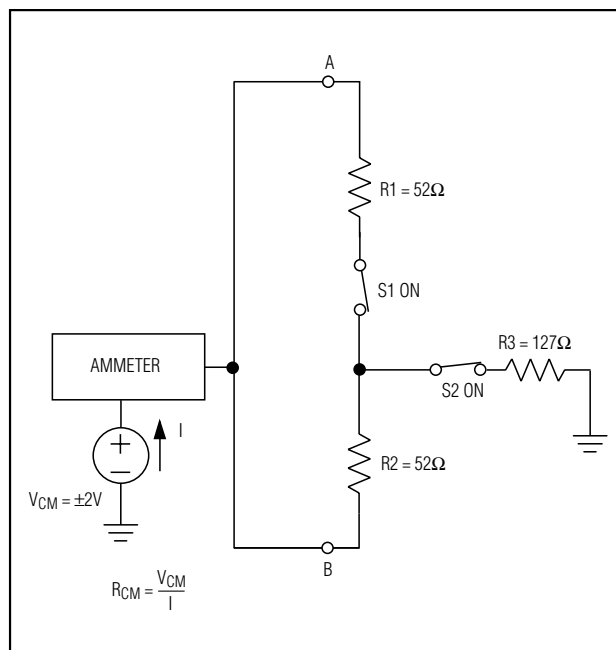 A
R1 = 52Ω
S1 ON
R3 = 127Ω
AMMETER
S2 ON
I
+
−
R2 = 52Ω
VCM = ±2V
B
RCM = VCM
I